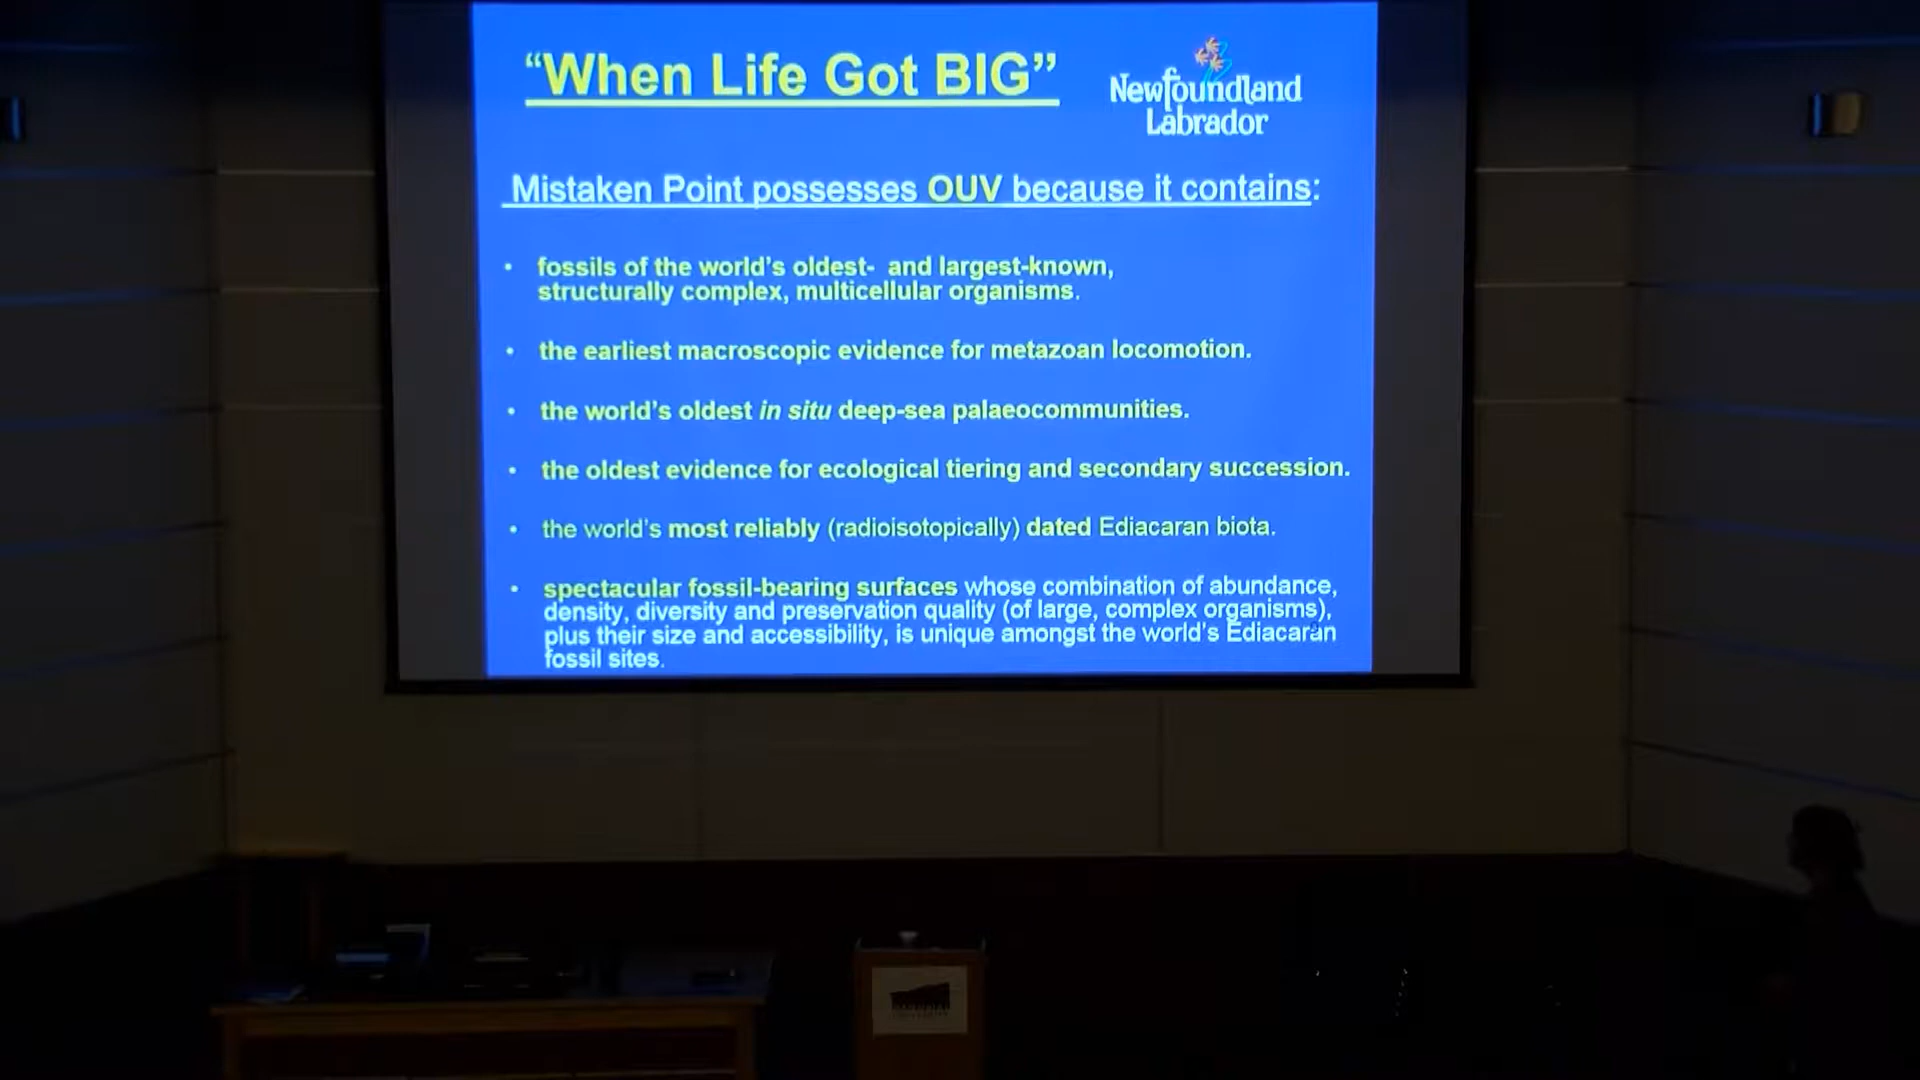 “When Life Got BIG”
Newfoundland
Labrador
Mistaken Point possesses OUV because it contains:
• fossils of the world’s oldest- and largest-known,
structurally complex, multicellular organisms.
• the earliest macroscopic evidence for metazoan locomotion.
• the world’s oldest in situ deep-sea palaeocommunities.
• the oldest evidence for ecological tiering and secondary succession.
• the world’s most reliably (radioisotopically) dated Ediacaran biota.
• spectacular fossil-bearing surfaces whose combination of abundance,
density, diversity and preservation quality (of large, complex organisms),
plus their size and accessibility, is unique amongst the world’s Ediacaran
fossil sites.